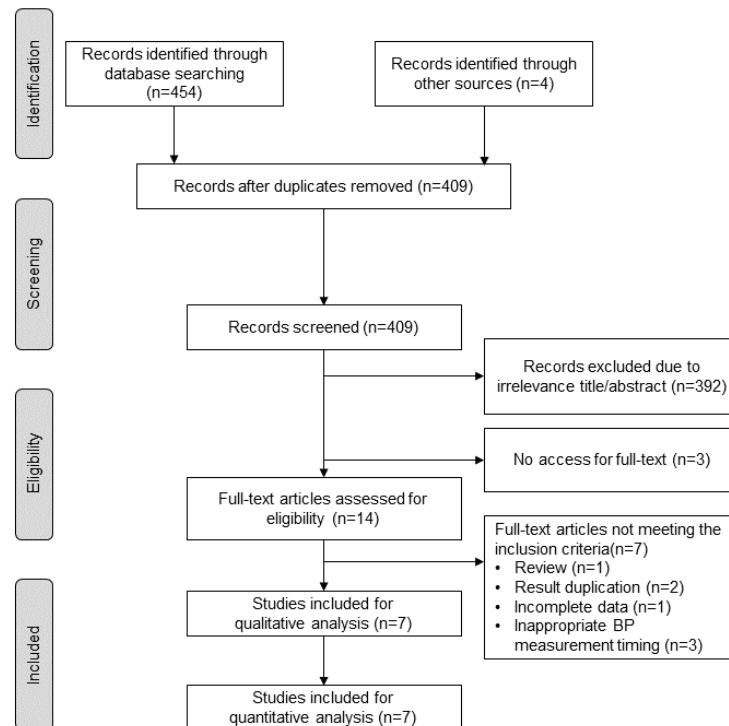 Identification
Records identified through
database searching
(n=454)
Records identified through
other sources (n=4)
Records after duplicates removed (n=409)
Screening
Records screened (n=409)
Records excluded due to
irrelevance title/abstract (n=392)
Eligibility
No access for full-text (n=3)
Full-text articles assessed for
eligibility (n=14)
Full-text articles not meeting the
inclusion criteria(n=7)
• Review (n=1)
• Result duplication (n=2)
• Incomplete data (n=1)
• Inappropriate BP
measurement timing (n=3)
Included
Studies included for
qualitative analysis (n=7)
Studies included for
quantitative analysis (n=7)